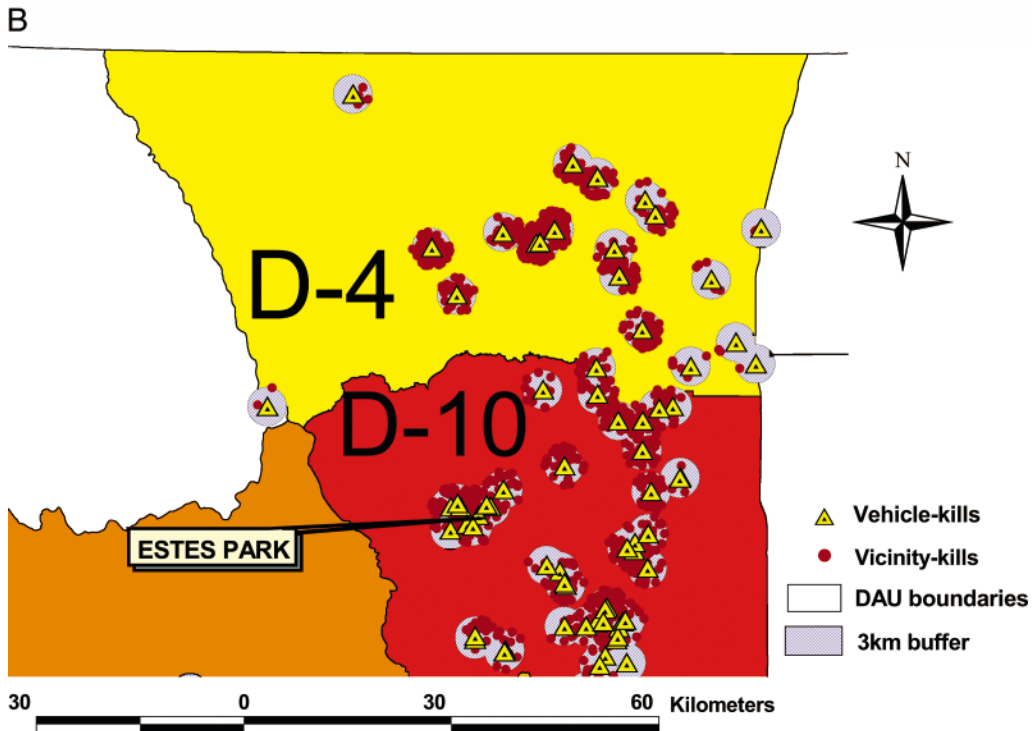 B
N
D-4
D-10
ESTES PARK
Vehicle-kills
Vicinity-kills
DAU boundaries
3km buffer
30 0 30 60 Kilometers